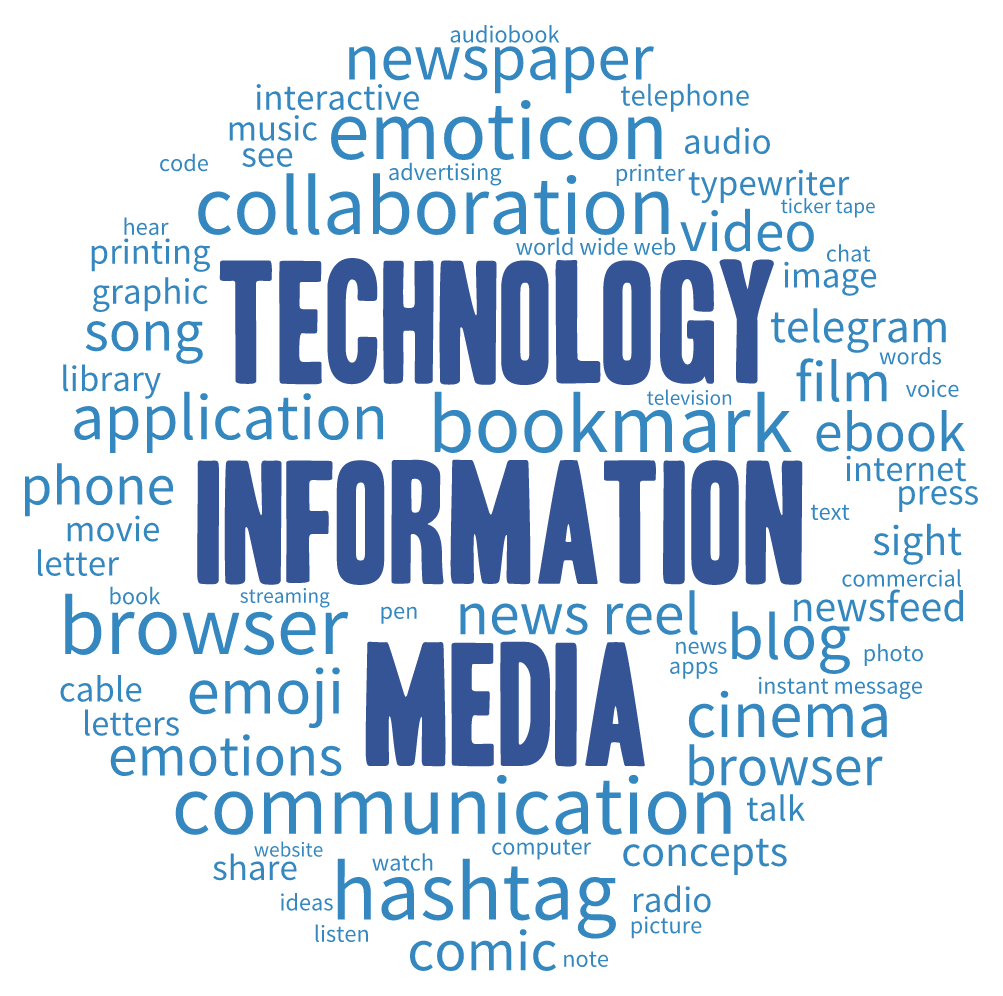 audiobook
newspaper
interactive telephone
music emoticon audio
code see
advertising printer typewriter
collaboration ticker tape
hear video
printing world wide web chat
TECHNOLOGY image
graphic
song telegram
words
library film voice
television
application bookmark ebook
internet
phone INFORMATION press
text
movie sight
letter
commercial
book streaming
browser pen news reel newsfeed
news blog photo
apps
cable emoji MEDIA instant message
letters cinema
emotions browser
communication talk
website computer concepts
share watch
ideas hashtag radio
listen picture
comic note